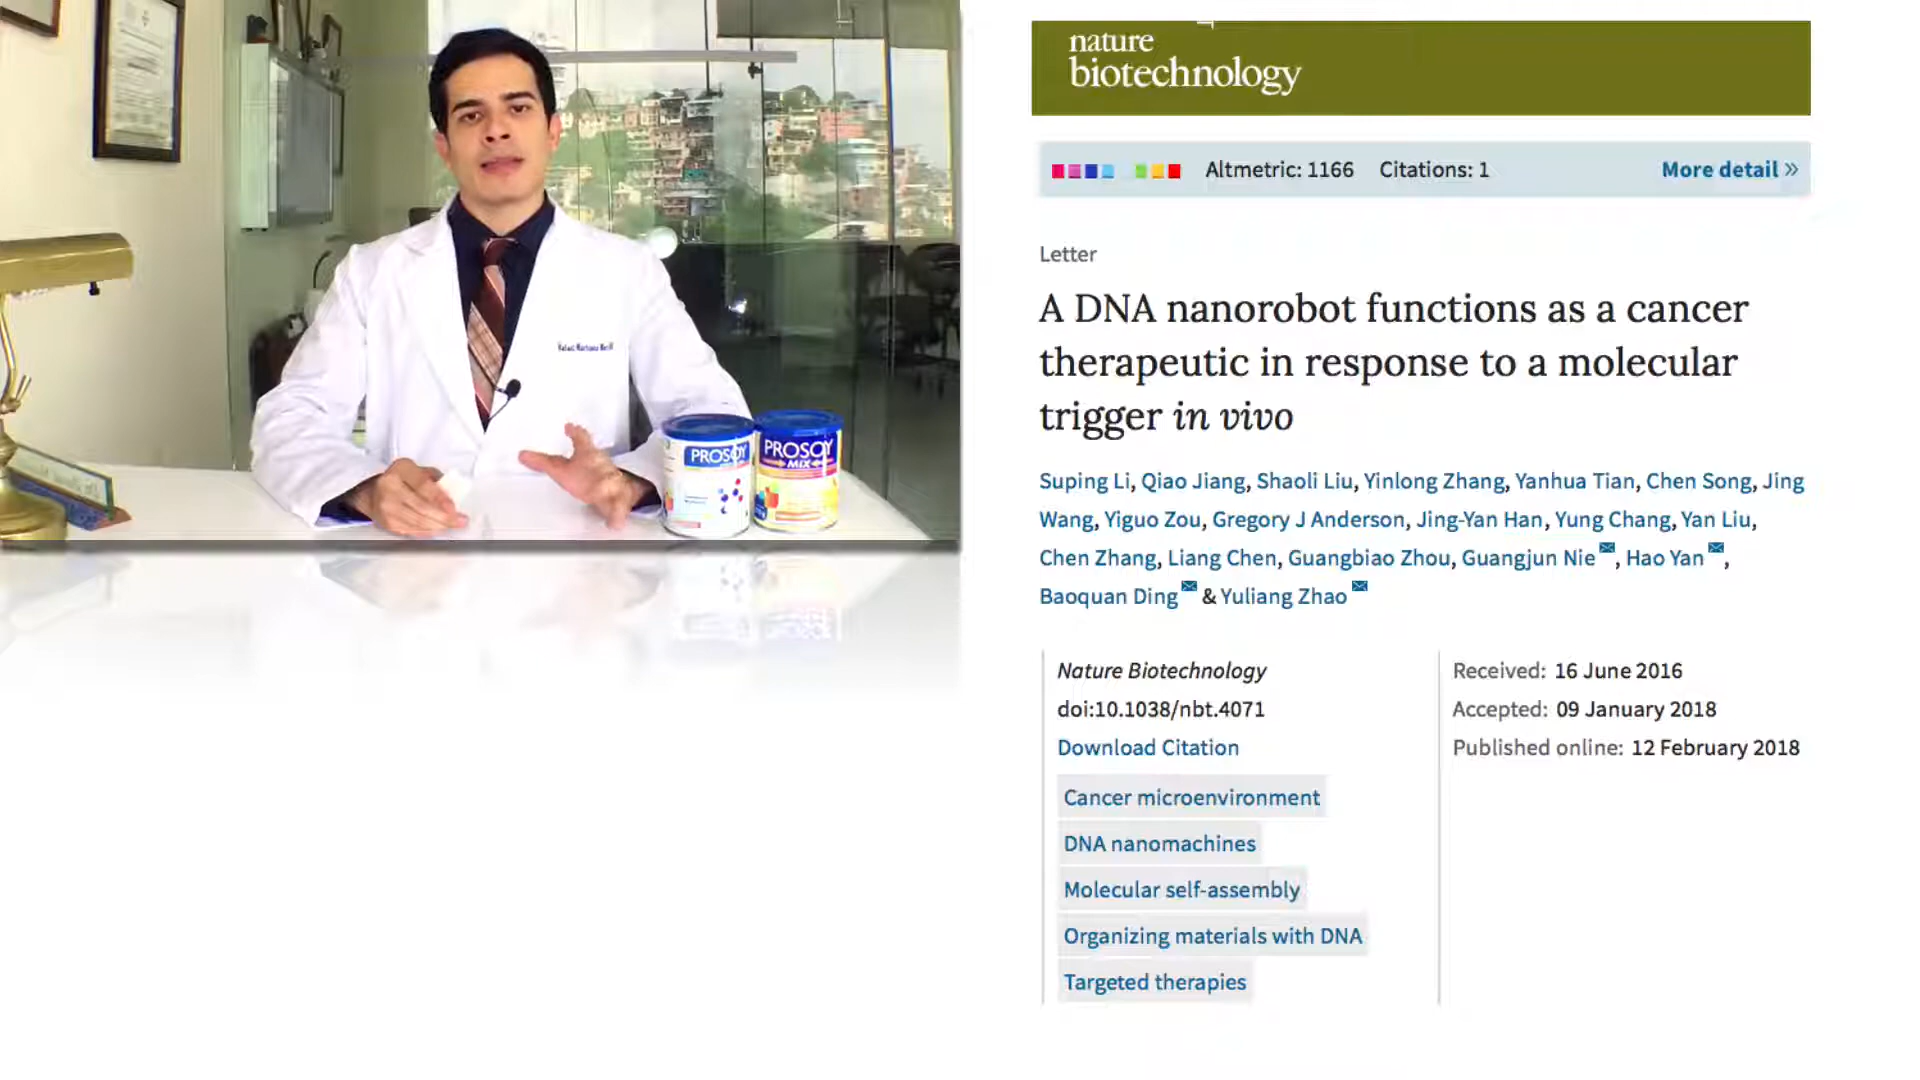 PROSOY
PROSOY
MIX
nature
biotechnology
Altmetric: 1166 Citations: 1 More detail »
Letter
A DNA nanorobot functions as a cancer
therapeutic in response to a molecular
trigger in vivo
Suping Li, Qiao Jiang, Shaoli Liu, Yinlong Zhang, Yanhua Tian, Chen Song, Jing
Wang, Yiguo Zou, Gregory J Anderson, Jing-Yan Han, Yung Chang, Yan Liu,
Chen Zhang, Liang Chen, Guangbiao Zhou, Guangjun Nie, Hao Yan,
Baoquan Ding & Yuliang Zhao
Nature Biotechnology
doi:10.1038/nbt.4071
Download Citation
Cancer microenvironment
DNA nanomachines
Molecular self-assembly
Organizing materials with DNA
Targeted therapies
Received: 16 June 2016
Accepted: 09 January 2018
Published online: 12 February 2018